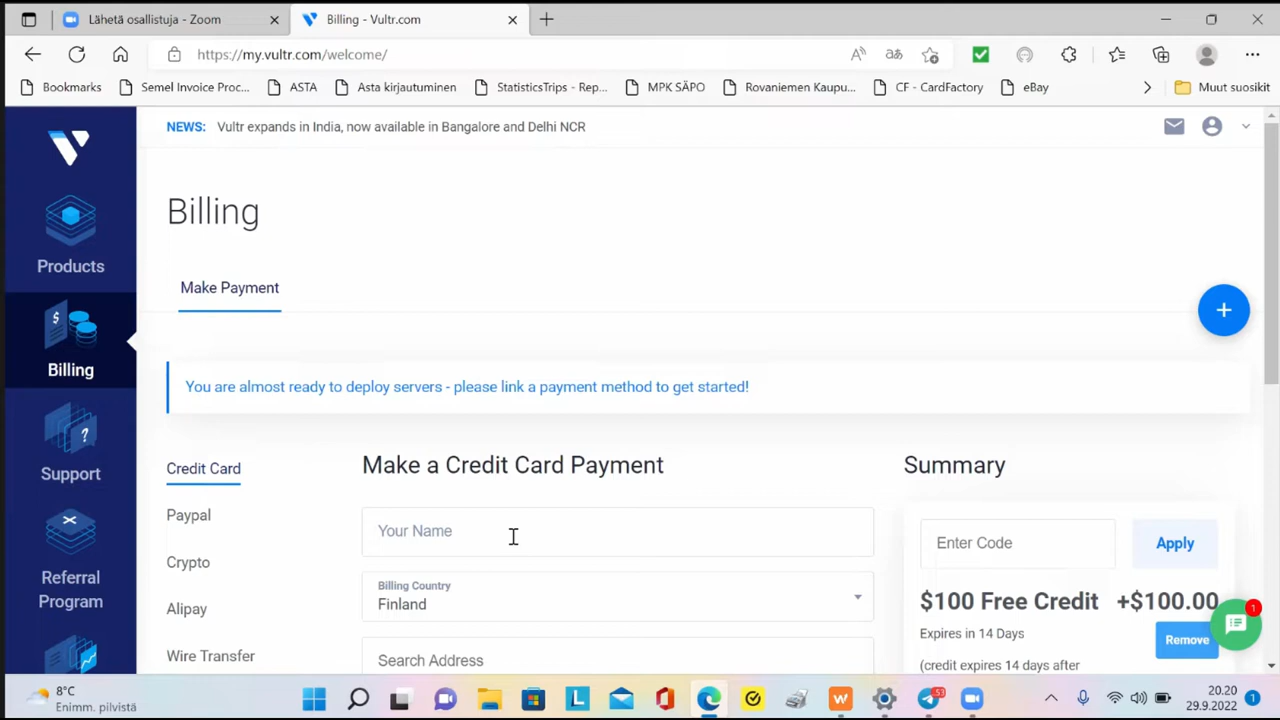 Lähetä osallistuja - Zoom
Billing - Vultr.com
https://my.vultr.com/welcome/
Bookmarks
Semel Invoice Proc...
ASTA
Asta kirjautuminen
StatisticsTrips - Rep...
MPK SÄPO
Rovaniemen Kaupu...
CF - CardFactory
eBay
Muut suosikit
NEWS: Vultr expands in India, now available in Bangalore and Delhi NCR
Billing
Products
Make Payment
Billing
You are almost ready to deploy servers - please link a payment method to get started!
Support
Credit Card
Make a Credit Card Payment
Summary
Paypal
Your Name
Enter Code
Apply
Crypto
Billing Country
Finland
$100 Free Credit +$100.00
Referral
Program
Alipay
Expires in 14 Days
Remove
1
Wire Transfer
Search Address
(credit expires 14 days after
8°C
Enimm. pilvistä
53
20.20
29.9.2022
1